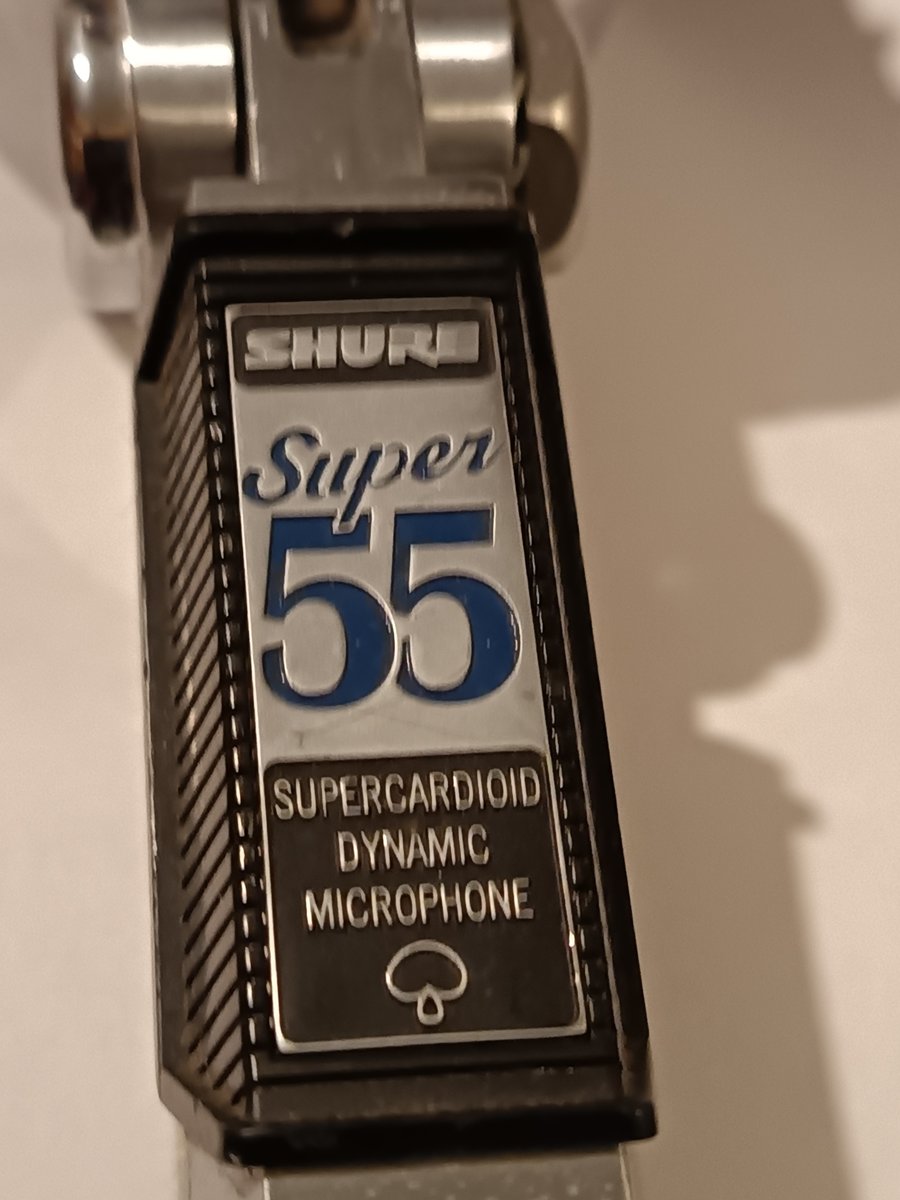 SHURE
Super
55
SUPERCARDIOID
DYNAMIC
MICROPHONE